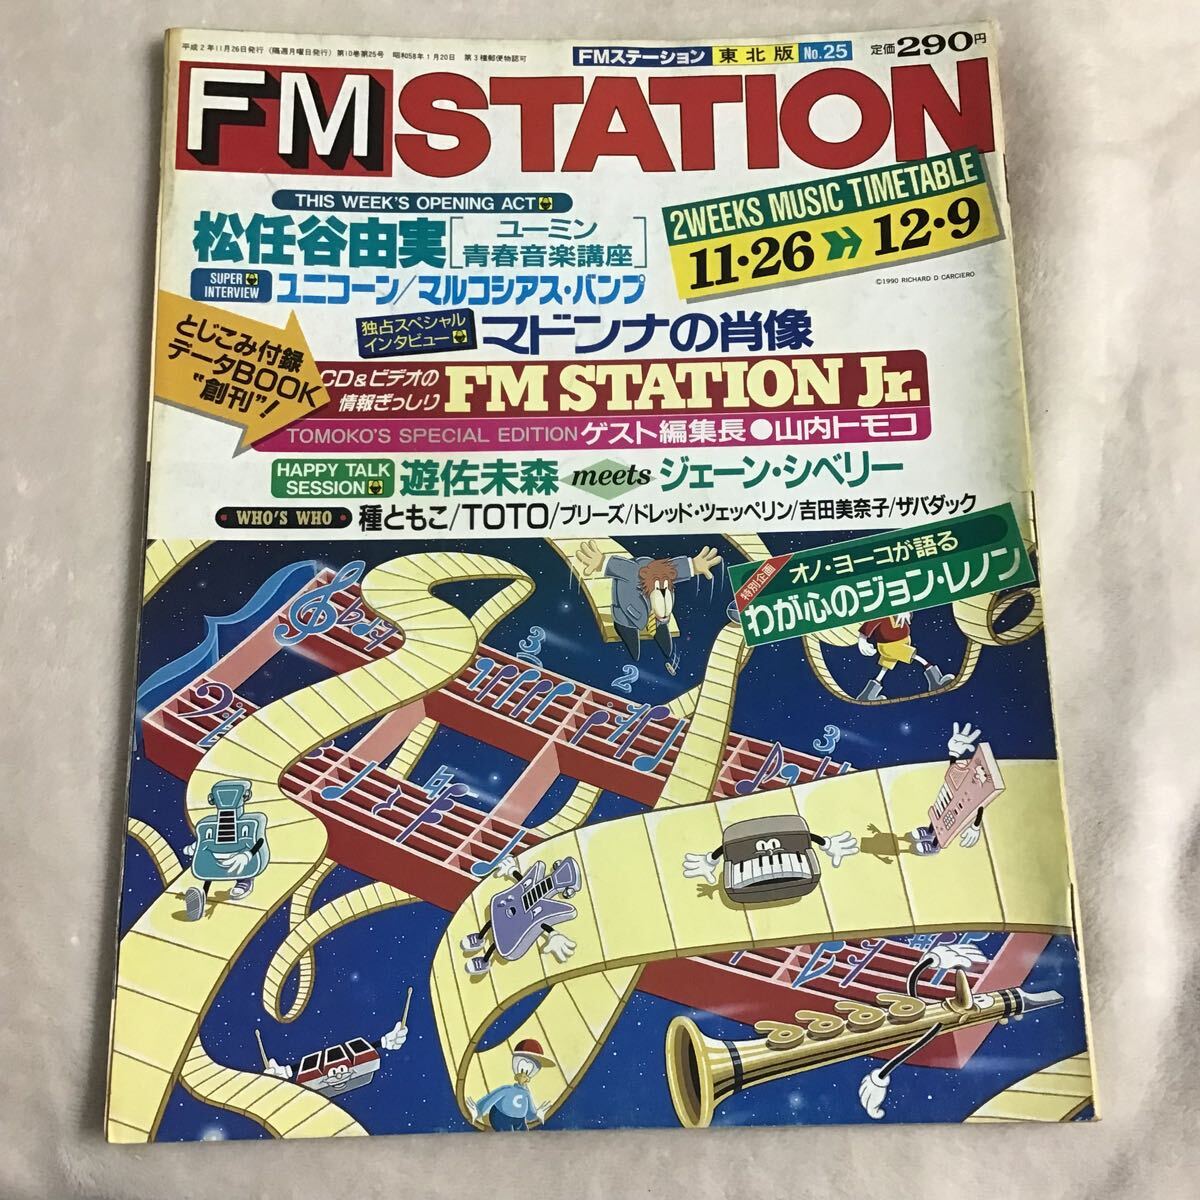 平成2年11月26日発行(隔週月曜日発行) 第10巻第25号 昭和58年1月20日 第3種郵便物認可
FMステーション 東北版 No.25 定価290円
FM STATION
2WEEKS MUSIC TIMETABLE
11・26 12・9
©1990 RICHARD D CARCIERO
THIS WEEK'S OPENING ACT
松任谷由実[ユーミン
青春音楽講座]
SUPER INTERVIEW ユニコーン/マルコシアス・バンプ
独占スペシャル
インタビュー マドンナの肖像
とじこみ付録
データBOOK
"創刊"!
CD&ビデオの
情報ぎっしり FM STATION Jr.
TOMOKO'S SPECIAL EDITION ゲスト編集長●山内トモコ
HAPPY TALK SESSION 遊佐未森 meets ジェーン・シベリー
• WHO'S WHO • 種ともこ/TOTO/ブリーズ/ドレッド・ツェッペリン/吉田美奈子/ザバダック
特別企画 オノ・ヨーコが語る
わが心のジョン・レノン
3
3
2
3
C